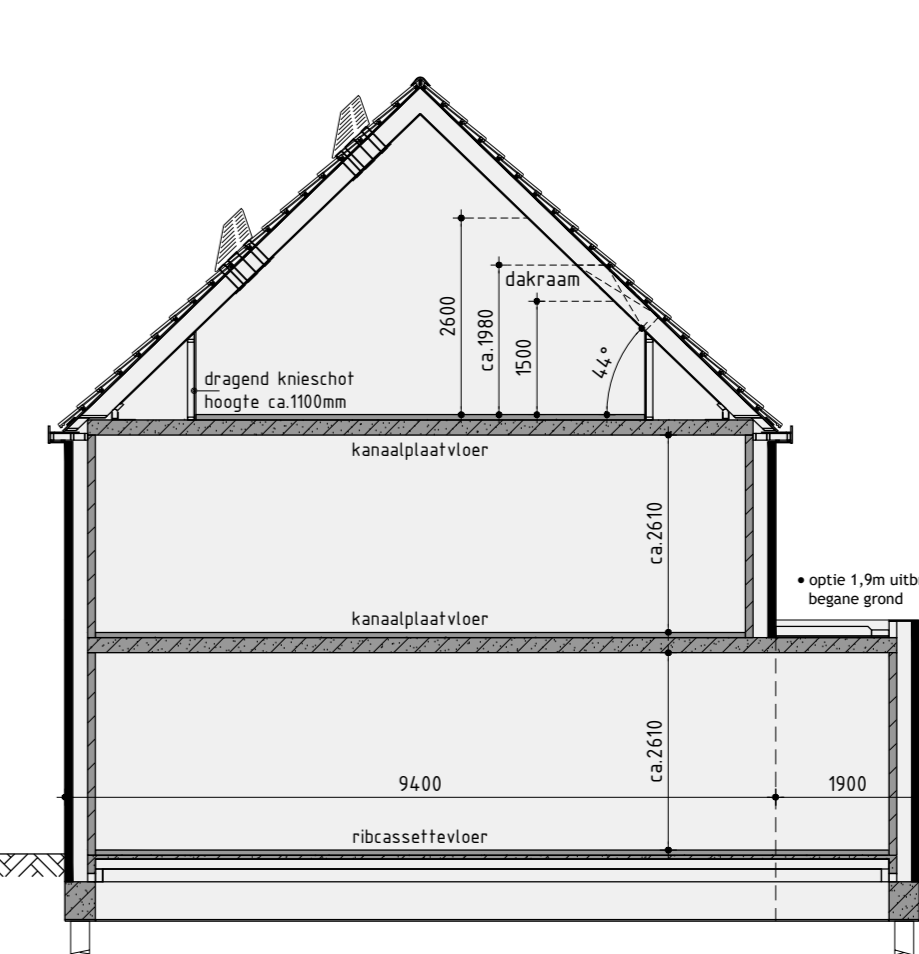 2600
ca.1980
dakraam
1500
44°
dragend knieschot
hoogte ca.1100mm
kanaalplaatvloer
ca.2610
• optie 1,9m
begane grond
kanaalplaatvloer
ca.2610
9400
1900
ribcassettevloer